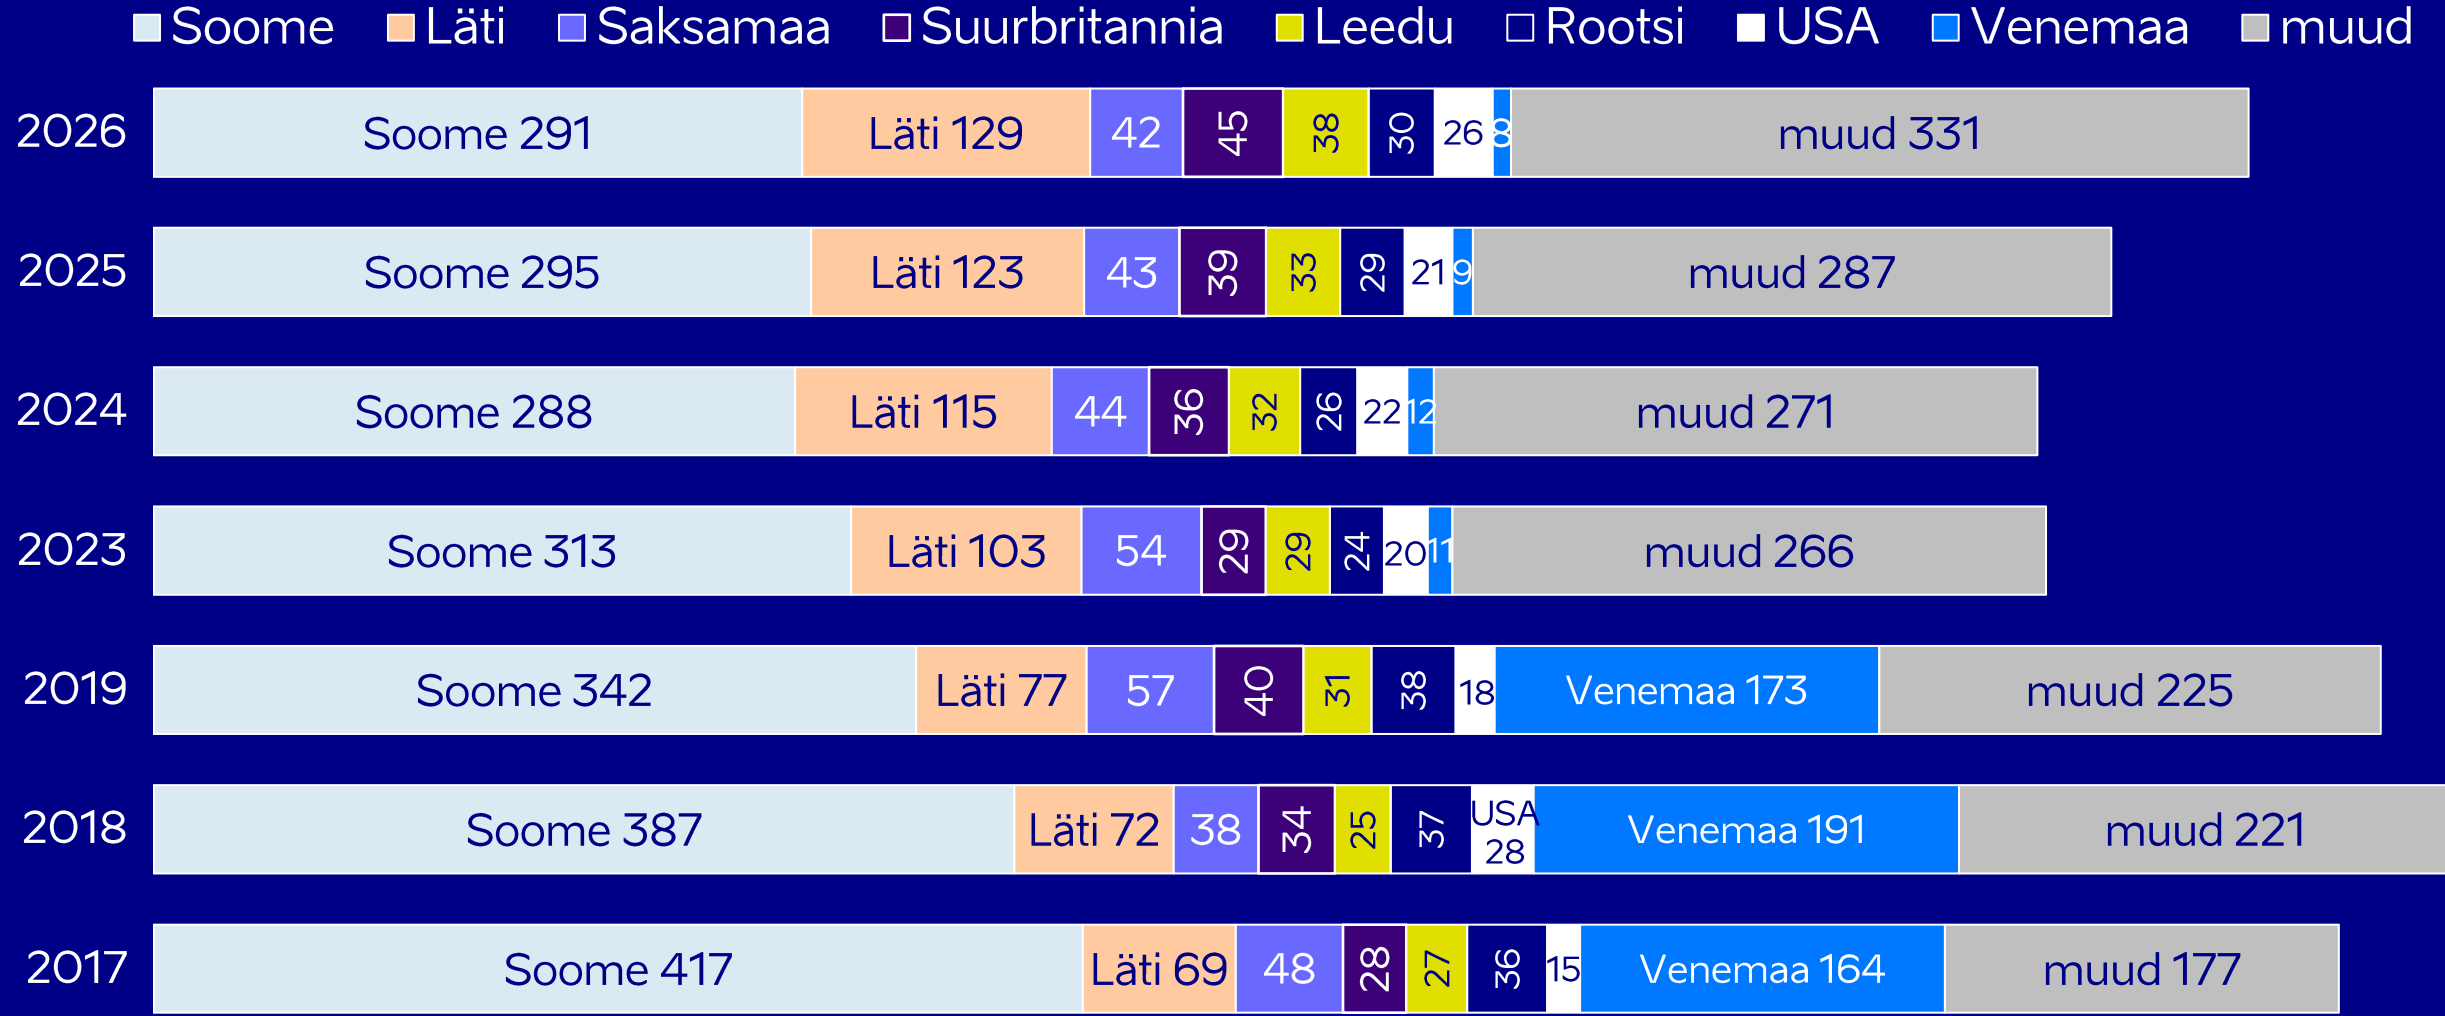 Soome Läti Saksamaa Suurbritannia Leedu Rootsi USA Venemaa muud
2026 Soome 291 Läti 129 42 45 38 30 26 8 muud 331
2025 Soome 295 Läti 123 43 39 33 29 21 9 muud 287
2024 Soome 288 Läti 115 44 36 32 26 22 12 muud 271
2023 Soome 313 Läti 103 54 29 29 24 20 11 muud 266
2019 Soome 342 Läti 77 57 40 31 38 18 Venemaa 173 muud 225
2018 Soome 387 Läti 72 38 34 25 37 USA 28 Venemaa 191 muud 221
2017 Soome 417 Läti 69 48 28 27 36 15 Venemaa 164 muud 177